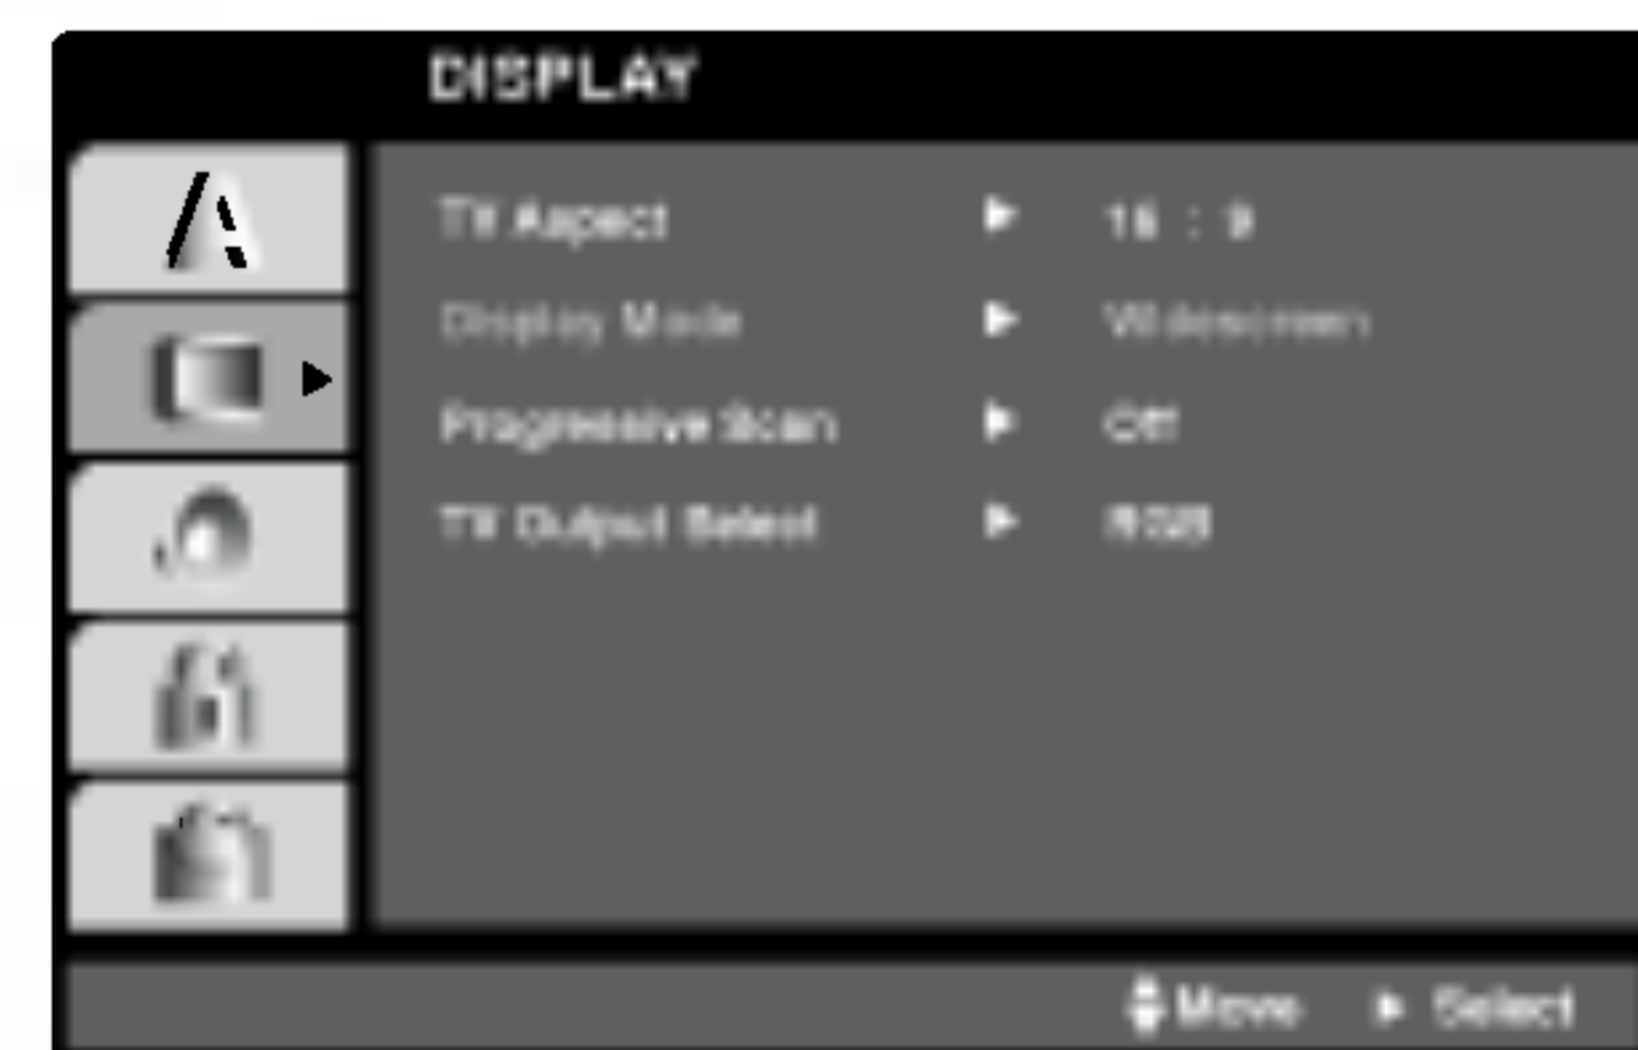 DISPLAY
TV Aspect ► 16 : 9
Display Mode ► Widescreen
Progressive Scan ► Off
TV Output Select ► RGB
Move ► Select